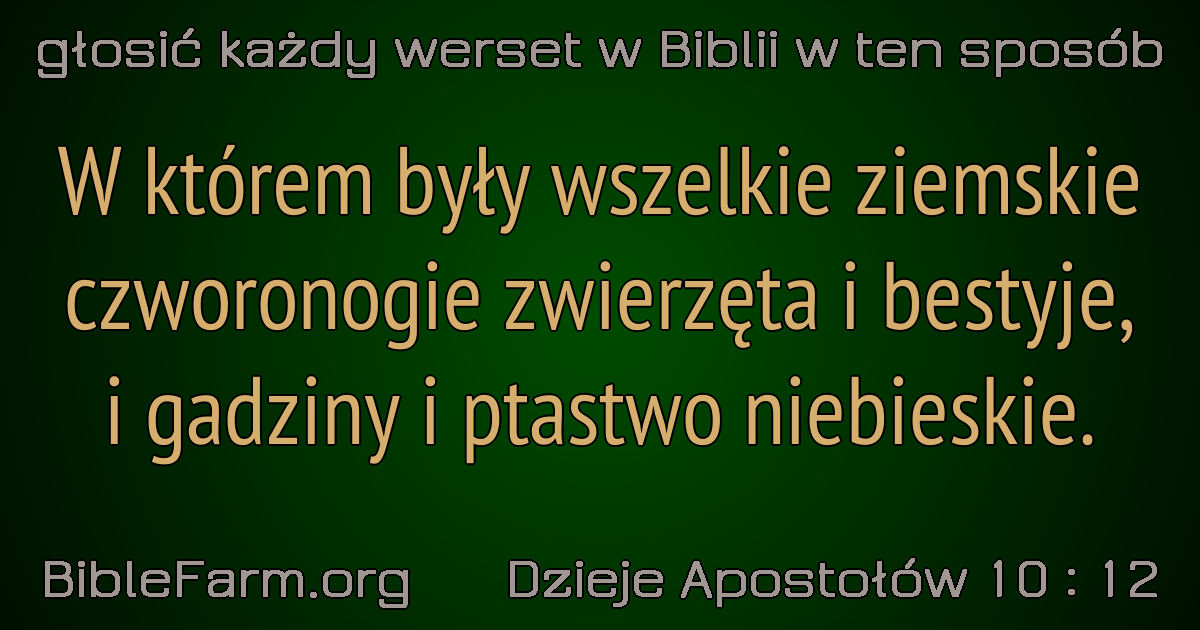 głosić każdy werset w Biblii w ten sposób
W którem były wszelkie ziemskie
czworonogie zwierzęta i bestyje,
i gadziny i ptastwo niebieskie.
BibleFarm.org
Dzieje Apostołów 10 : 12